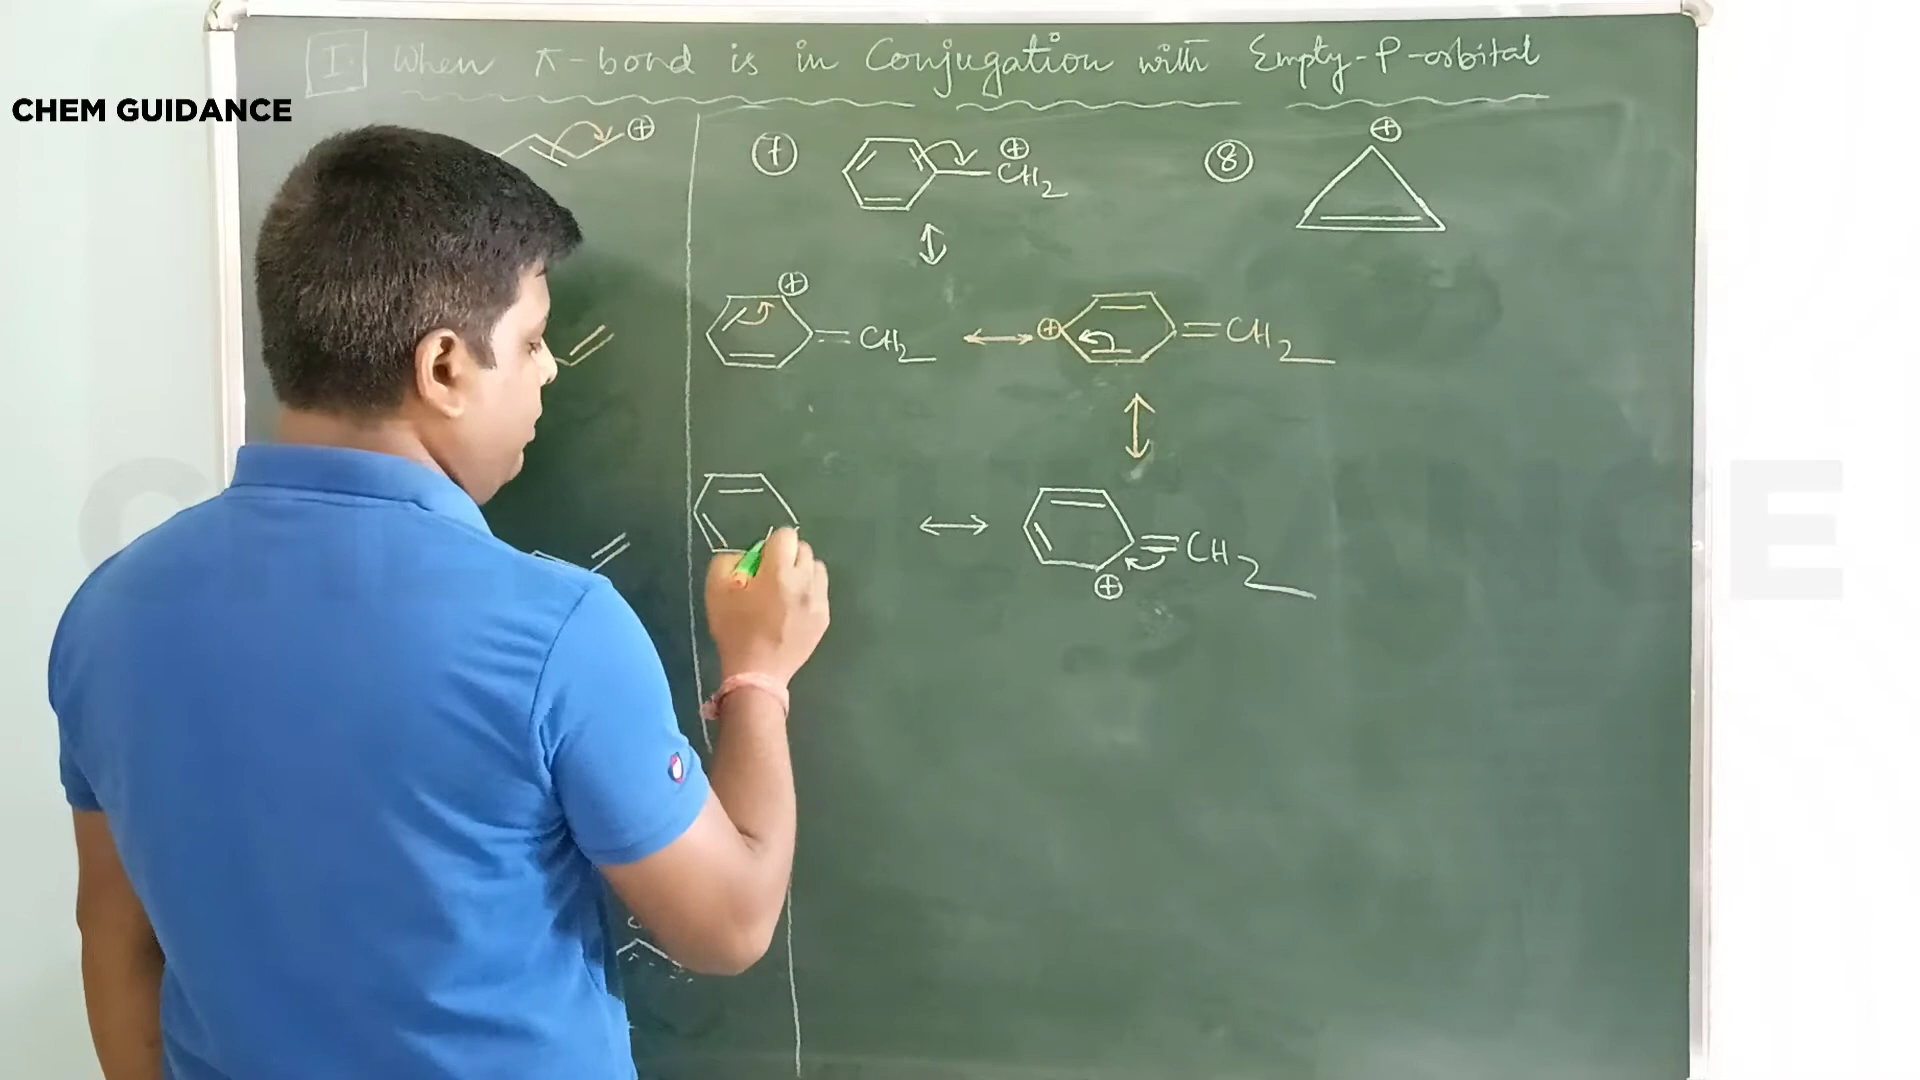 I. When π-bond is in Conjugation with Empty-P-orbital
CHEM GUIDANCE
⊕
7
⊕
CH2
8
⊕
⊕
=CH2
⊕
=CH2
=CH2
⊕